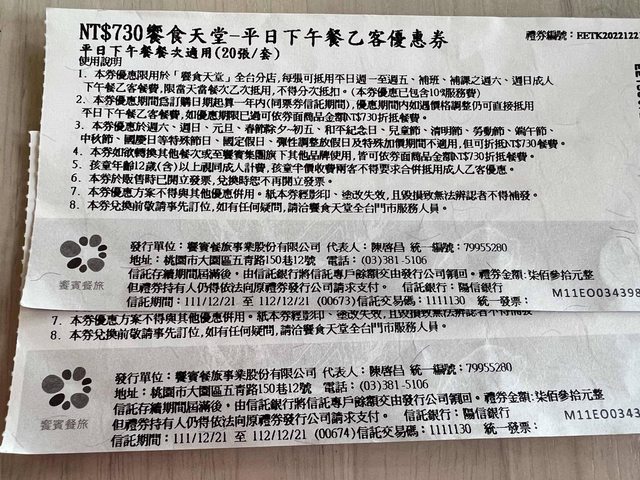 NT$730饗食天堂-平日下午餐乙客優惠券
禮券編號：EETK2022122
平日下午餐餐次適用(20張/套)
使用說明
1. 本券優惠限用於「饗食天堂」全台分店，每張可抵用平日週一至週五、補班、補課之週六、週日成人
下午餐乙客餐費，限當天當餐次乙次抵用，不得分次抵扣。(本券優惠已包含10%服務費)
2. 本券優惠期間為訂購日期起算一年內(同票券信託期間)，優惠期間內如遇價格調整仍可直接抵用
平日下午餐乙客餐費，如優惠期限已過可依券面商品金額NT$730折抵餐費。
3. 本券優惠於週六、週日、元旦、春節除夕~初五、和平紀念日、兒童節、清明節、勞動節、端午節、
中秋節、國慶日等特殊節日、國定假日、彈性調整放假日及特殊加價期間不適用，但可折抵NT$730餐費。
4. 本券如欲轉換其他餐次或至饗賓集團旗下其他品牌使用，皆可依券面商品金額NT$730折抵餐費。
5. 孩童年齡12歲(含)以上視同成人計費，孩童半價收費兩客不得要求合併抵用成人乙客優惠。
6. 本券於販售時已開立發票，兌換時恕不再開立發票。
7. 本券優惠方案不得與其他優惠併用。紙本券經影印、塗改失效，且毀損致無法辨認者不得補發。
8. 本券兌換前敬請事先訂位，如有任何疑問，請洽饗食天堂全台門市服務人員。
發行單位：饗賓餐旅事業股份有限公司 代表人：陳啓昌 統一編號：79955280
地址：桃園市大園區五青路150巷12號 電話：(03)381-5106
信託存續期間屆滿後，由信託銀行將信託專戶餘額交由發行公司領回。禮券金額:柒佰參拾元整
但禮券持有人仍得依法向原禮券發行公司請求支付。 信託銀行：陽信銀行
信託期間：111/12/21 至 112/12/21 (00673)信託交易碼：1111130 統一發票：
M11EO034398
饗賓餐旅
7. 本券優惠方案不得與其他優惠併用。紙本券經影印、塗改失效，且毀損致無法辨認者不得補發
8. 本券兌換前敬請事先訂位，如有任何疑問，請洽饗食天堂全台門市服務人員。
發行單位：饗賓餐旅事業股份有限公司 代表人：陳啓昌 統一編號：79955280
地址：桃園市大園區五青路150巷12號 電話：(03)381-5106
信託存續期間屆滿後，由信託銀行將信託專戶餘額交由發行公司領回。禮券金額:柒佰參拾元整
但禮券持有人仍得依法向原禮券發行公司請求支付。 信託銀行：陽信銀行
信託期間：111/12/21 至 112/12/21 (00674)信託交易碼：1111130 統一發票：
M11EO0343
饗賓餐旅